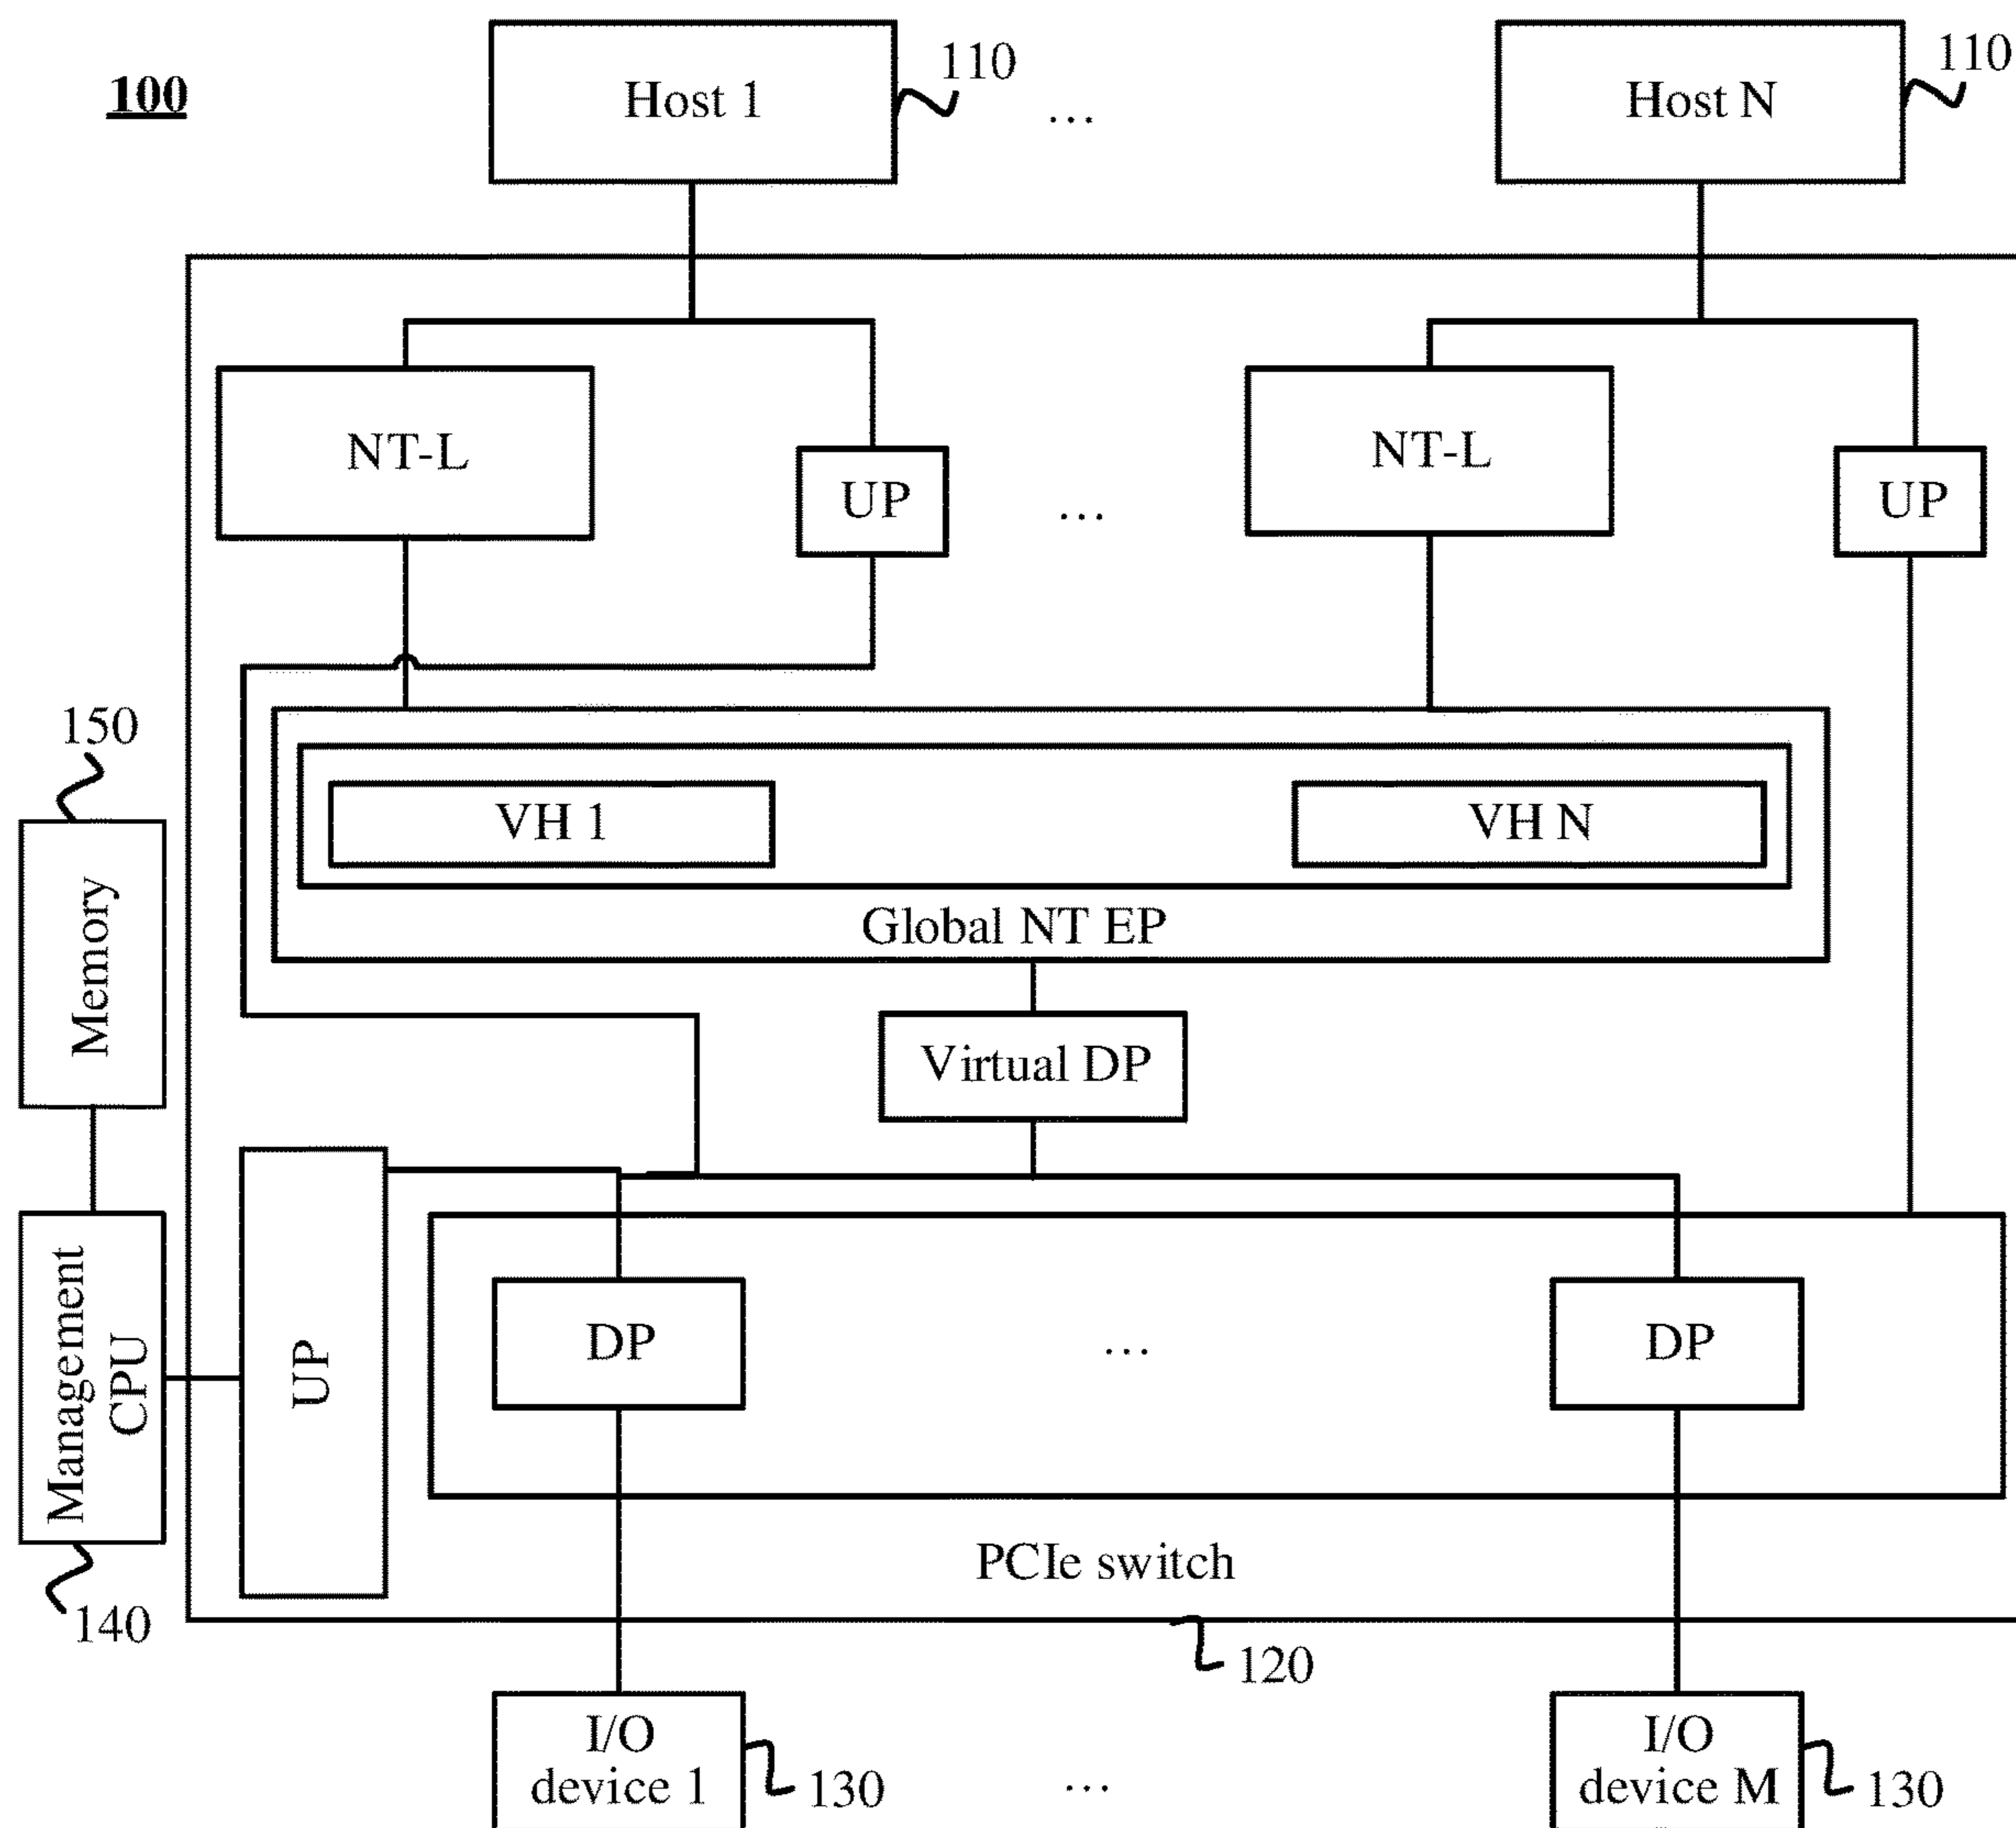 100
Host 1
110
...
Host N
110
NT-L
UP
...
NT-L
UP
150
VH 1
VH N
Global NT EP
Memory
Virtual DP
Management
CPU
UP
DP
...
DP
PCIe switch
140
120
I/O
device 1
130
...
I/O
device M
130